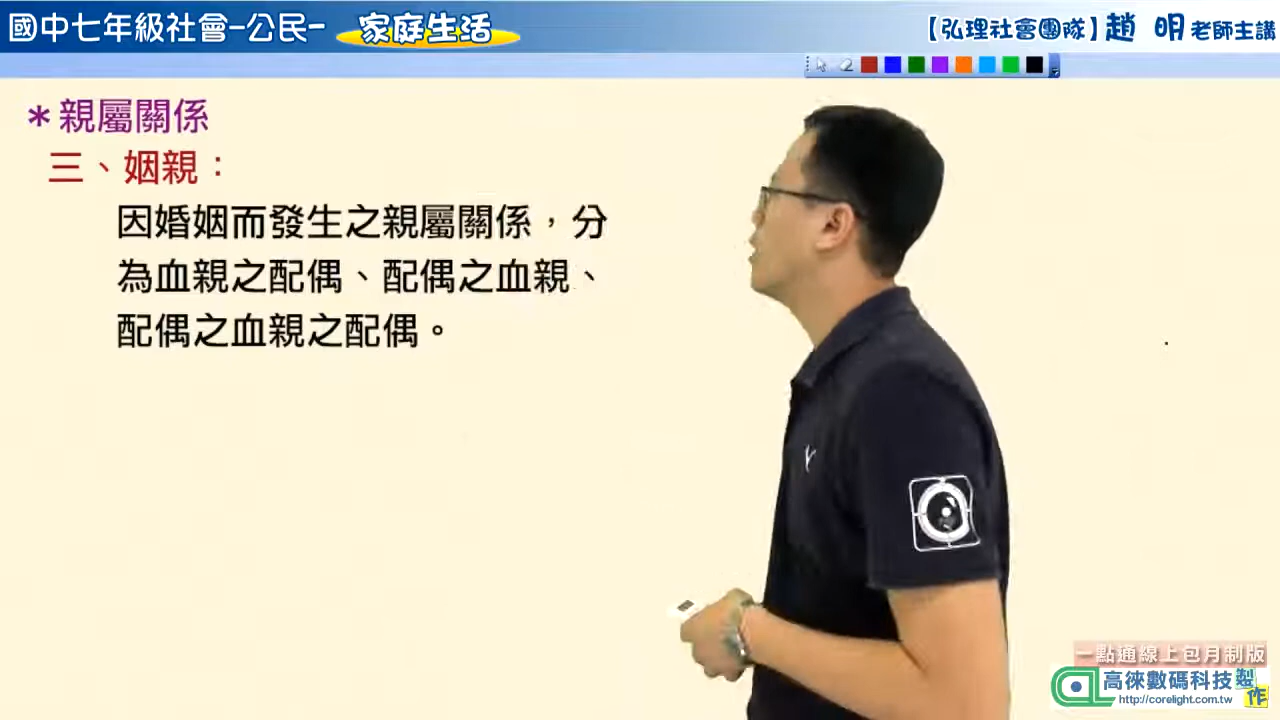 國中七年級社會-公民- 家庭生活
【弘理社會團隊】趙 明 老師主講
*親屬關係
三、姻親：
因婚姻而發生之親屬關係，分
為血親之配偶、配偶之血親、
配偶之血親之配偶。
一點通線上包月制版
高徠數碼科技製作
http://corelight.com.tw